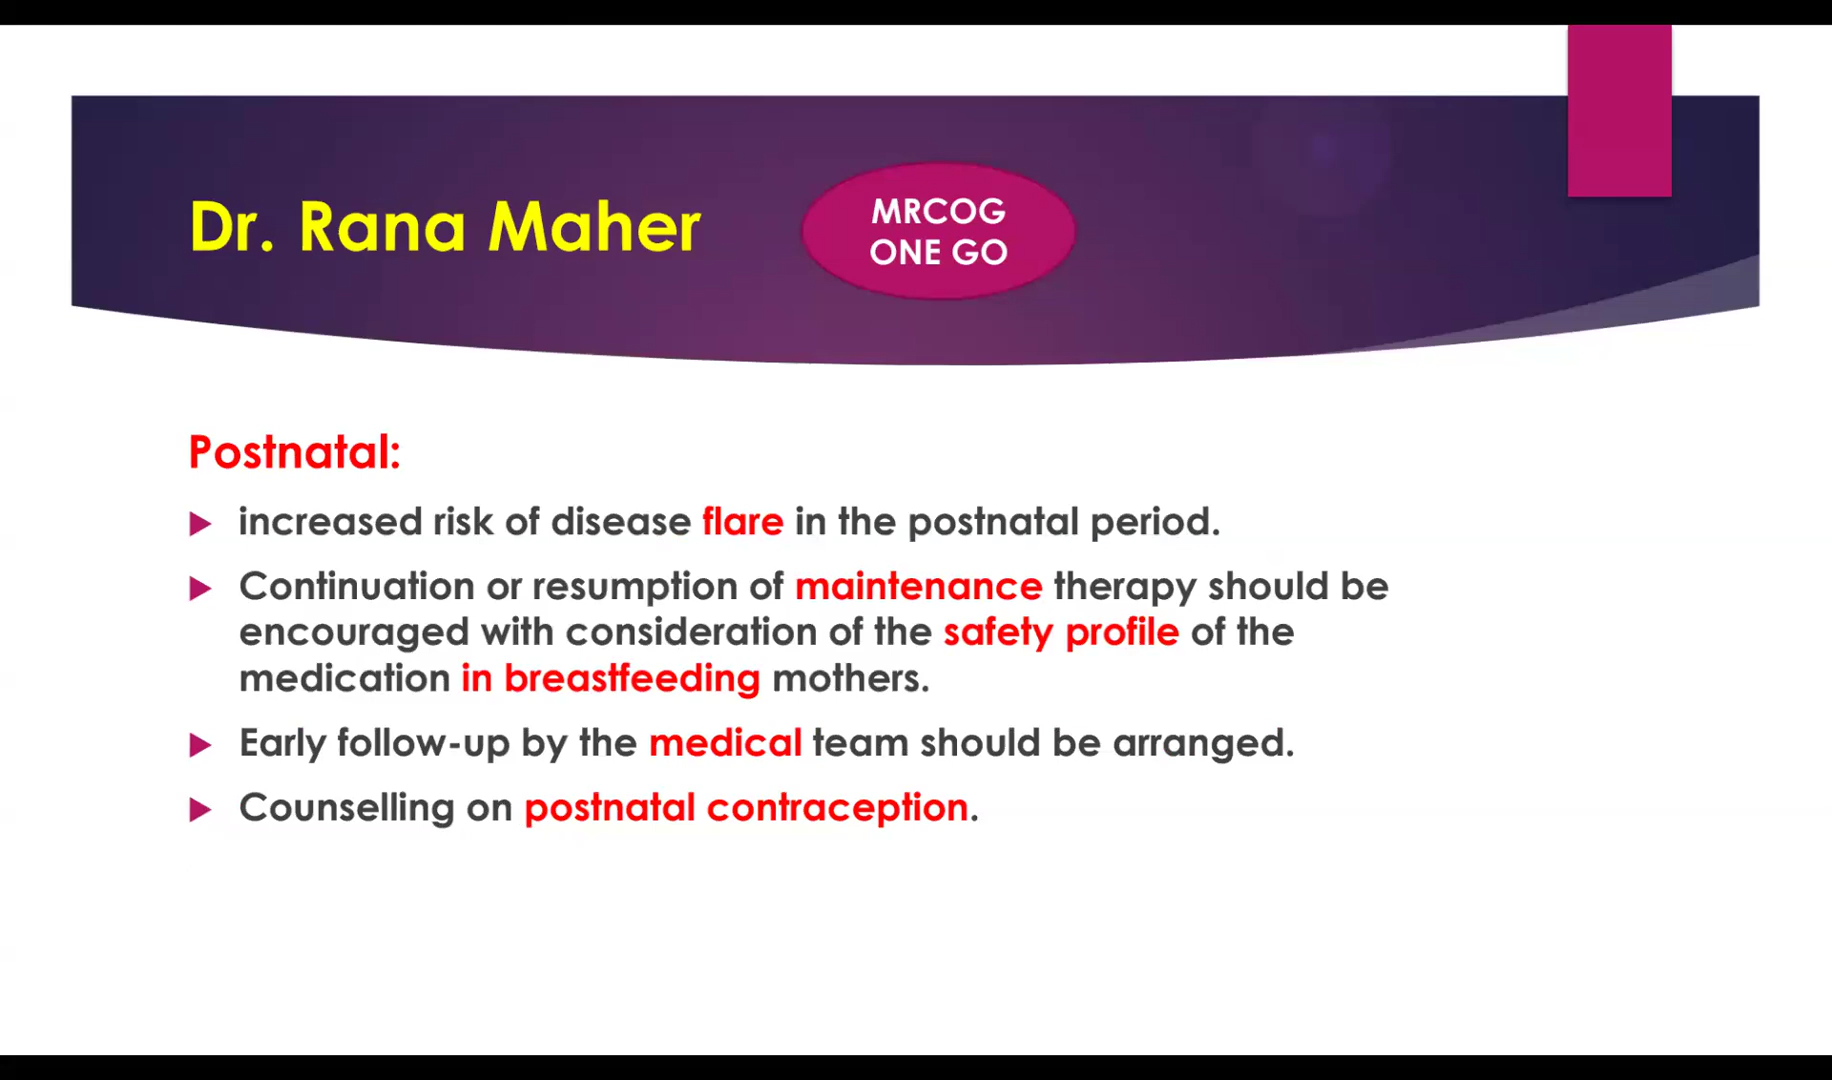 Dr. Rana Maher
MRCOG
ONE GO
Postnatal:
increased risk of disease flare in the postnatal period.
Continuation or resumption of maintenance therapy should be
encouraged with consideration of the safety profile of the
medication in breastfeeding mothers.
Early follow-up by the medical team should be arranged.
Counselling on postnatal contraception.